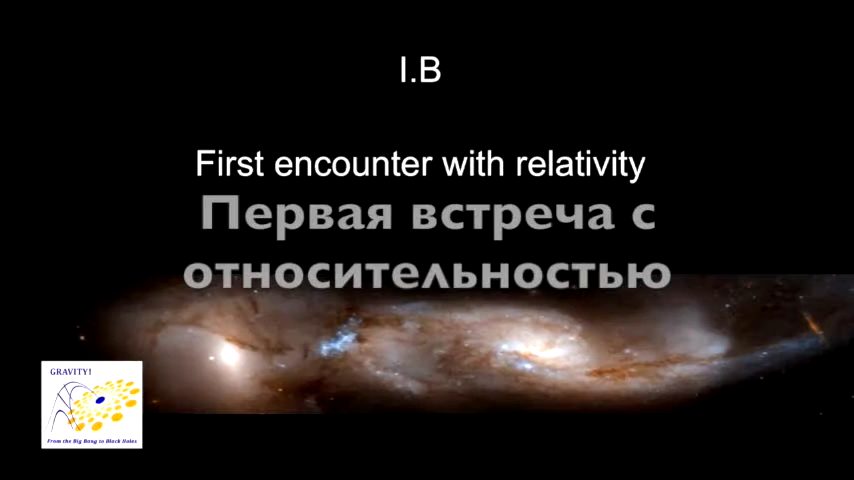 I.B
First encounter with relativity
Первая встреча с
относительностью
GRAVITY!
From the Big Bang to Black Holes